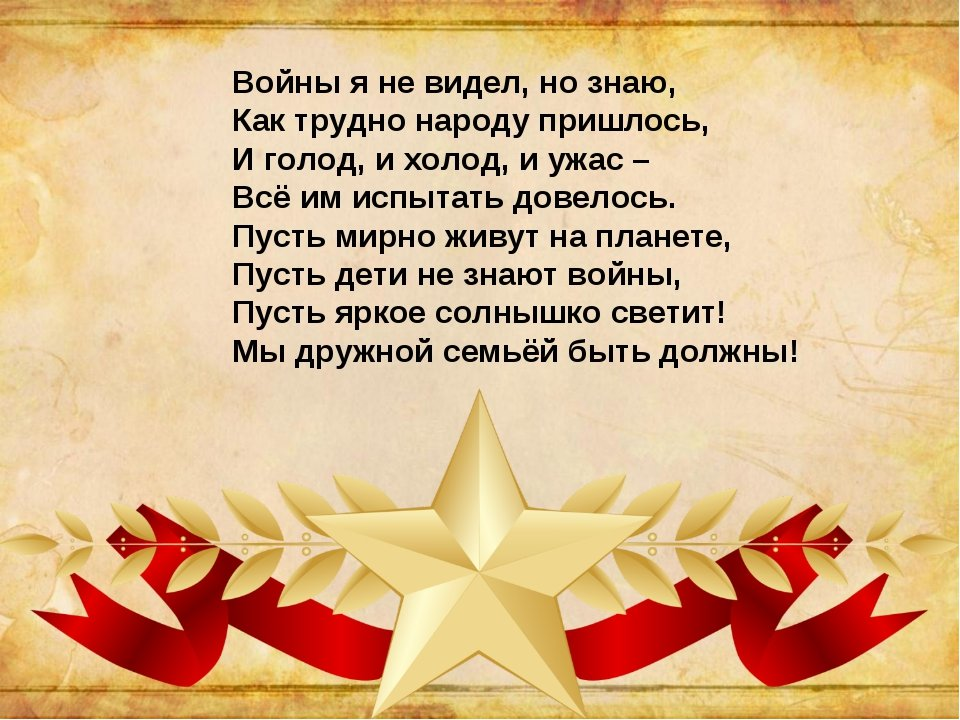 Войны я не видел, но знаю,
Как трудно народу пришлось,
И голод, и холод, и ужас –
Всё им испытать довелось.
Пусть мирно живут на планете,
Пусть дети не знают войны,
Пусть яркое солнышко светит!
Мы дружной семьёй быть должны!